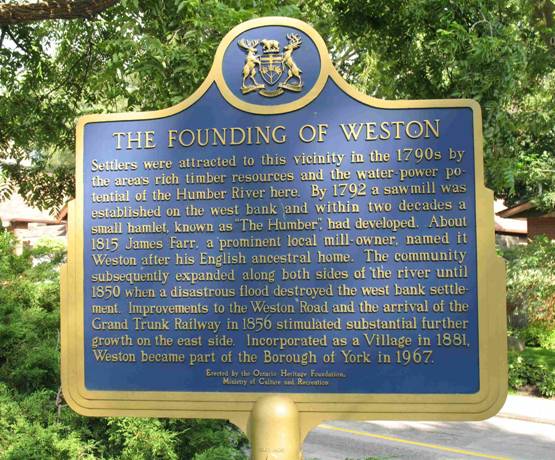 THE FOUNDING OF WESTON
Settlers were attracted to this vicinity in the 1790s by
the area's rich timber resources and the water-power po-
tential of the Humber River here. By 1792 a sawmill was
established on the west bank and within two decades a
small hamlet, known as "The Humber", had developed. About
1815 James Farr, a prominent local mill-owner, named it
Weston after his English ancestral home. The community
subsequently expanded along both sides of the river until
1850 when a disastrous flood destroyed the west bank settle-
ment. Improvements to the Weston Road and the arrival of the
Grand Trunk Railway in 1856 stimulated substantial further
growth on the east side. Incorporated as a Village in 1881,
Weston became part of the Borough of York in 1967.
Erected by the Ontario Heritage Foundation,
Ministry of Culture and Recreation